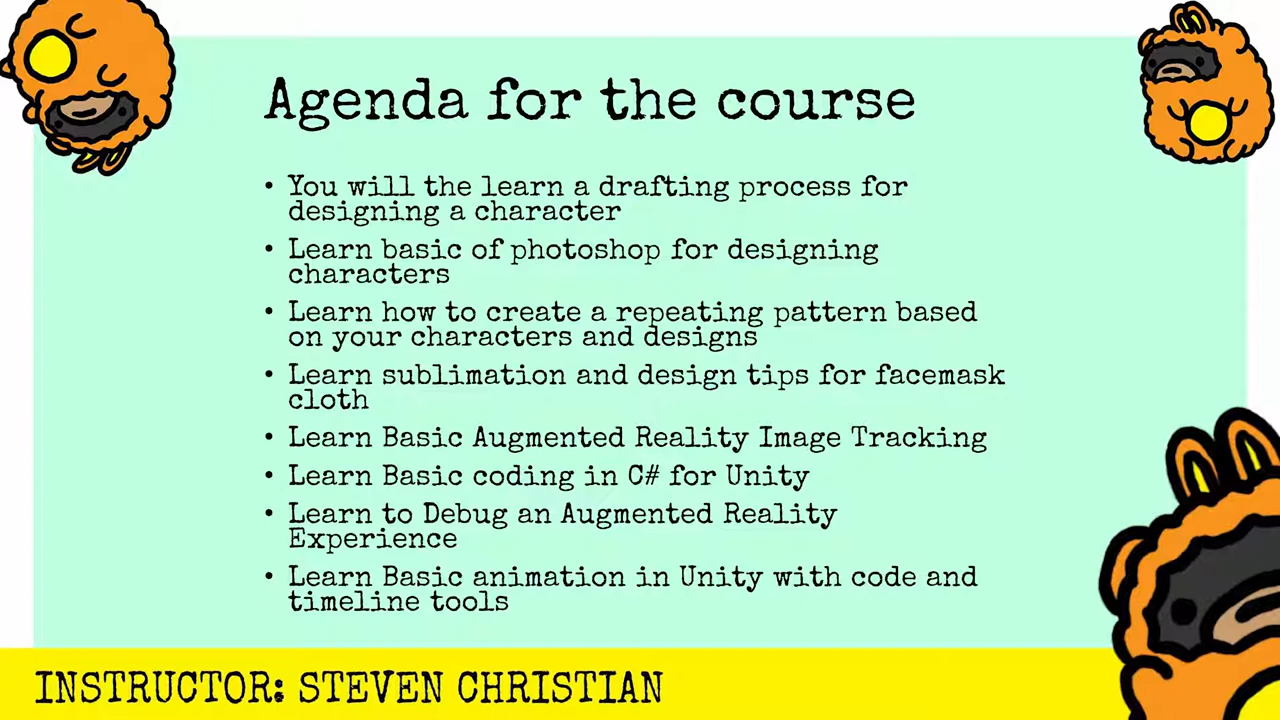 Agenda for the course
• You will the learn a drafting process for
designing a character
• Learn basic of photoshop for designing
characters
• Learn how to create a repeating pattern based
on your characters and designs
• Learn sublimation and design tips for facemask
cloth
• Learn Basic Augmented Reality Image Tracking
• Learn Basic coding in C# for Unity
• Learn to Debug an Augmented Reality
Experience
• Learn Basic animation in Unity with code and
timeline tools
INSTRUCTOR: STEVEN CHRISTIAN